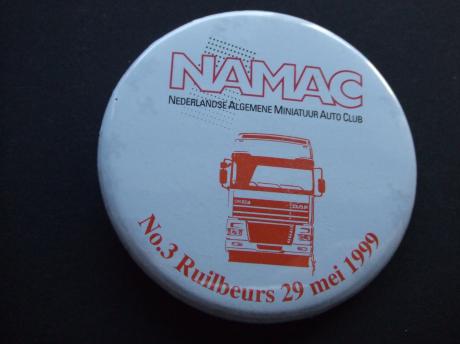 NAMAC
NEDERLANDSE ALGEMENE MINIATUUR AUTO CLUB
No.3 Ruilbeurs 29 mei 1999